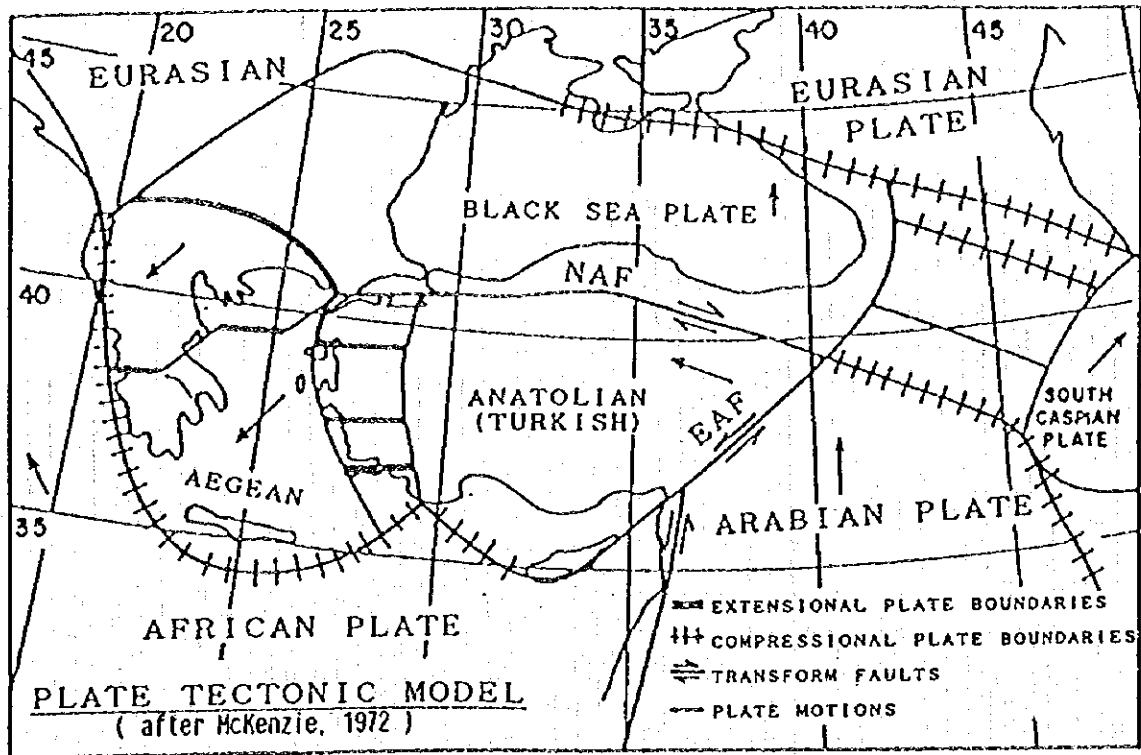 20 25 30 35 40 45
45
EURASIAN
EURASIAN
PLATE
BLACK SEA PLATE
NAF
40
ANATOLIAN
(TURKISH)
EAF
SOUTH
CASPIAN
PLATE
AEGEAN
ARABIAN PLATE
35
AFRICAN PLATE
EXTENSIONAL PLATE BOUNDARIES
COMPRESSIONAL PLATE BOUNDARIES
TRANSFORM FAULTS
PLATE MOTIONS
PLATE TECTONIC MODEL
( after McKenzie, 1972 )